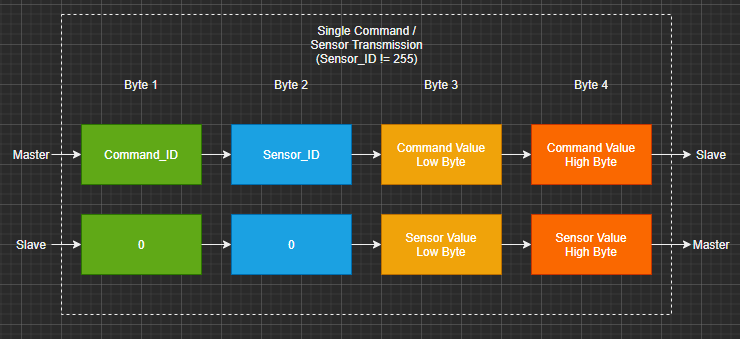 Single Command /
Sensor Transmission
(Sensor_ID != 255)
Byte 1
Byte 2
Byte 3
Byte 4
Master
Command_ID
Sensor_ID
Command Value
Low Byte
Command Value
High Byte
Slave
Slave
0
0
Sensor Value
Low Byte
Sensor Value
High Byte
Master